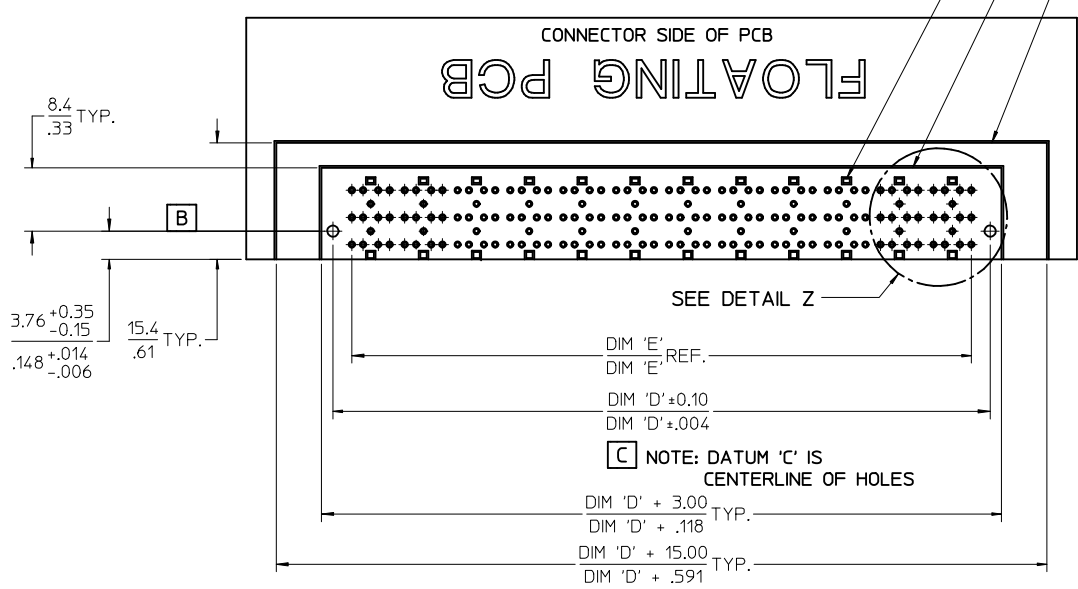 CONNECTOR SIDE OF PCB
FLOATING PCB
8.4
.33 TYP.
B
3.76 +0.35
-0.15
.148 +.014
-.006
15.4
.61 TYP.
SEE DETAIL Z
DIM 'E'
DIM 'E' REF.
DIM 'D' ±0.10
DIM 'D' ±.004
C NOTE: DATUM 'C' IS
CENTERLINE OF HOLES
DIM 'D' + 3.00
DIM 'D' + .118 TYP.
DIM 'D' + 15.00
DIM 'D' + .591 TYP.